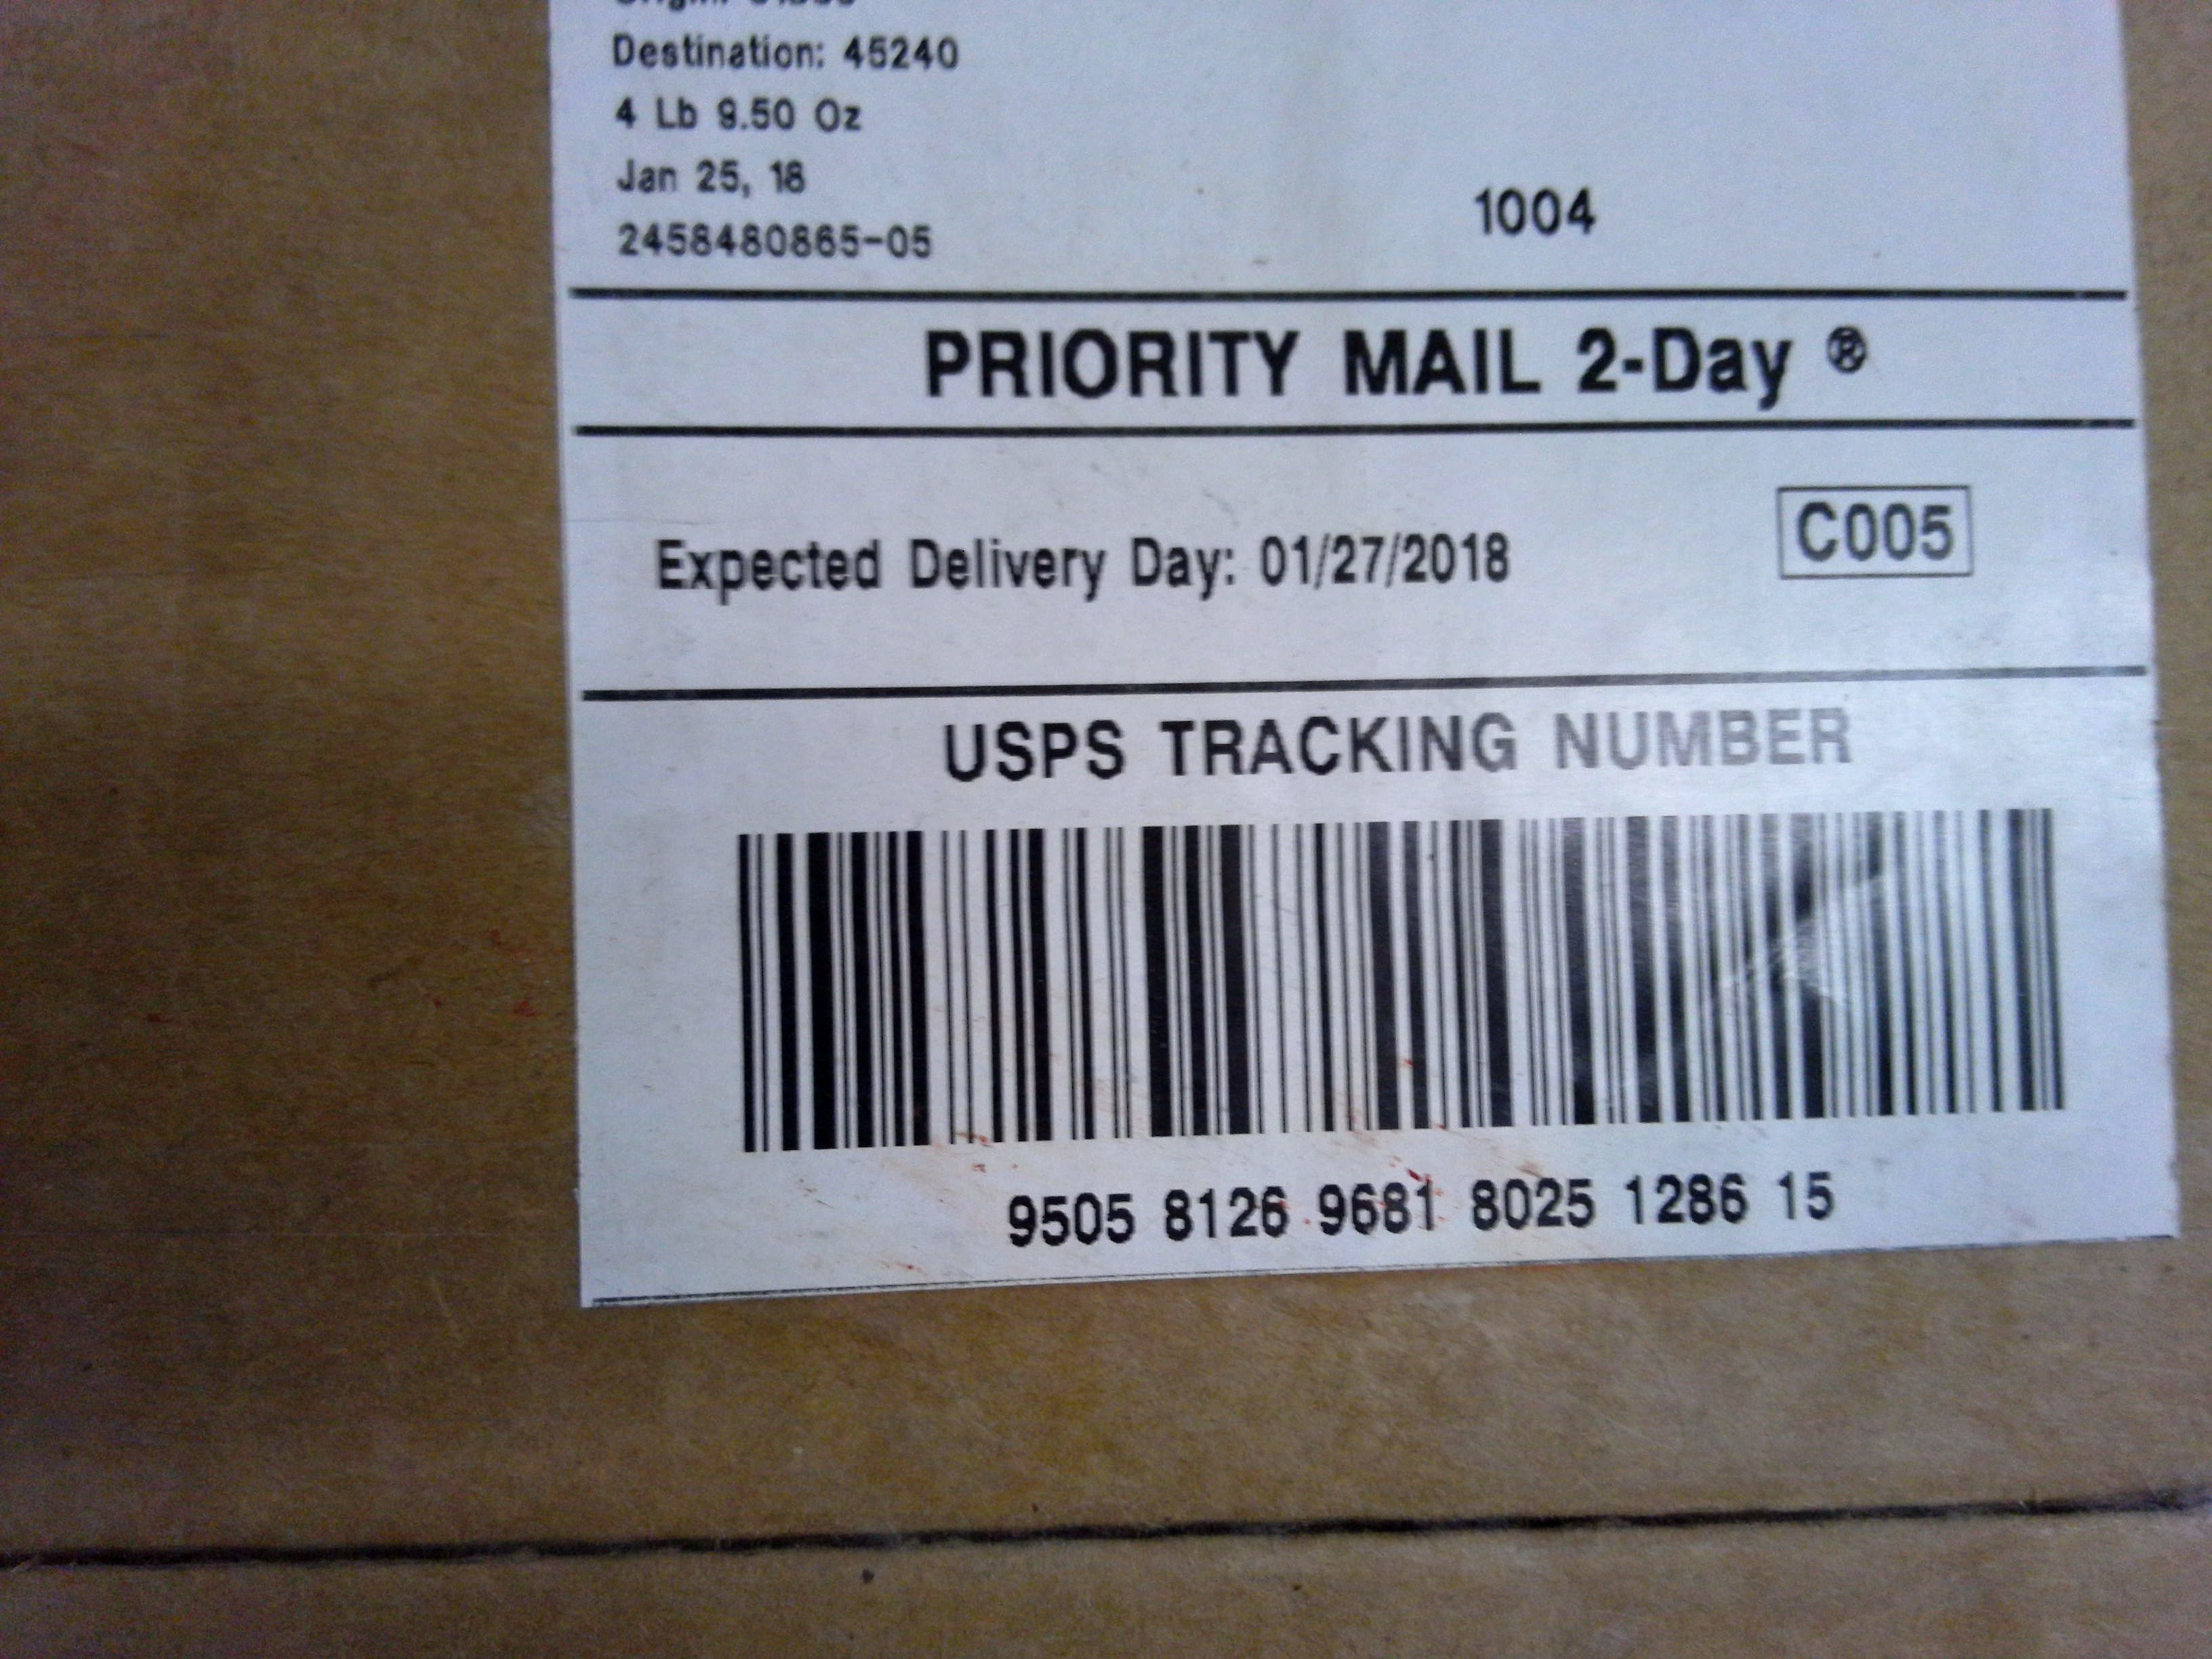 Destination: 45240
4 Lb 9.50 Oz
Jan 25, 18
2458480865-05
1004
PRIORITY MAIL 2-Day ®
Expected Delivery Day: 01/27/2018
C005
USPS TRACKING NUMBER
9505 8126 9681 8025 1286 15